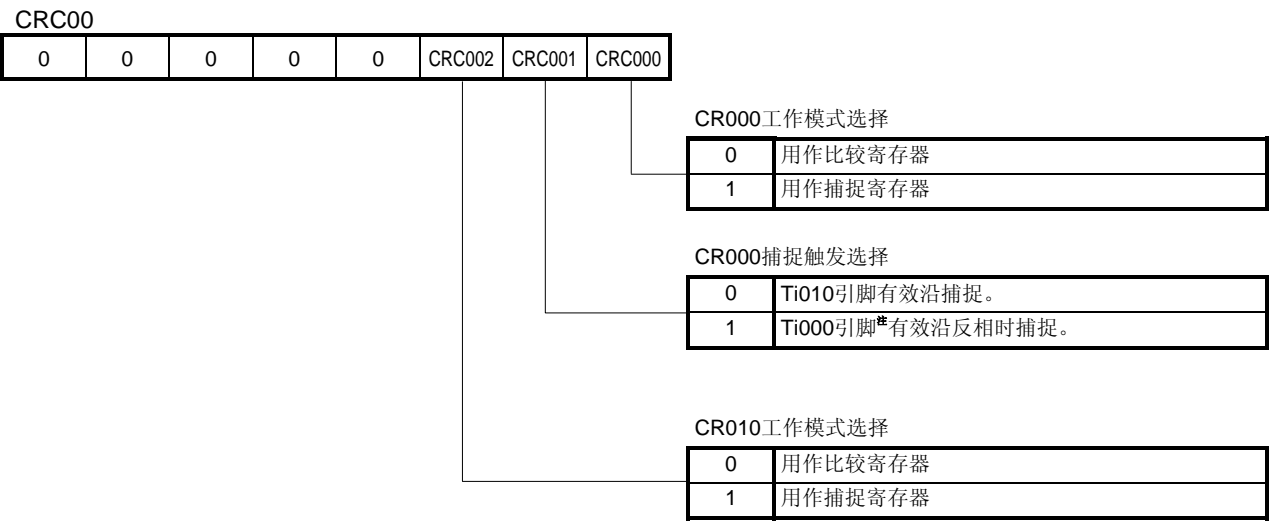 CRC00
0 0 0 0 0 CRC002 CRC001 CRC000
CR000工作模式选择
0 用作比较寄存器
1 用作捕捉寄存器
CR000捕捉触发选择
0 Ti010引脚有效沿捕捉。
1 Ti000引脚注有效沿反相时捕捉。
CR010工作模式选择
0 用作比较寄存器
1 用作捕捉寄存器